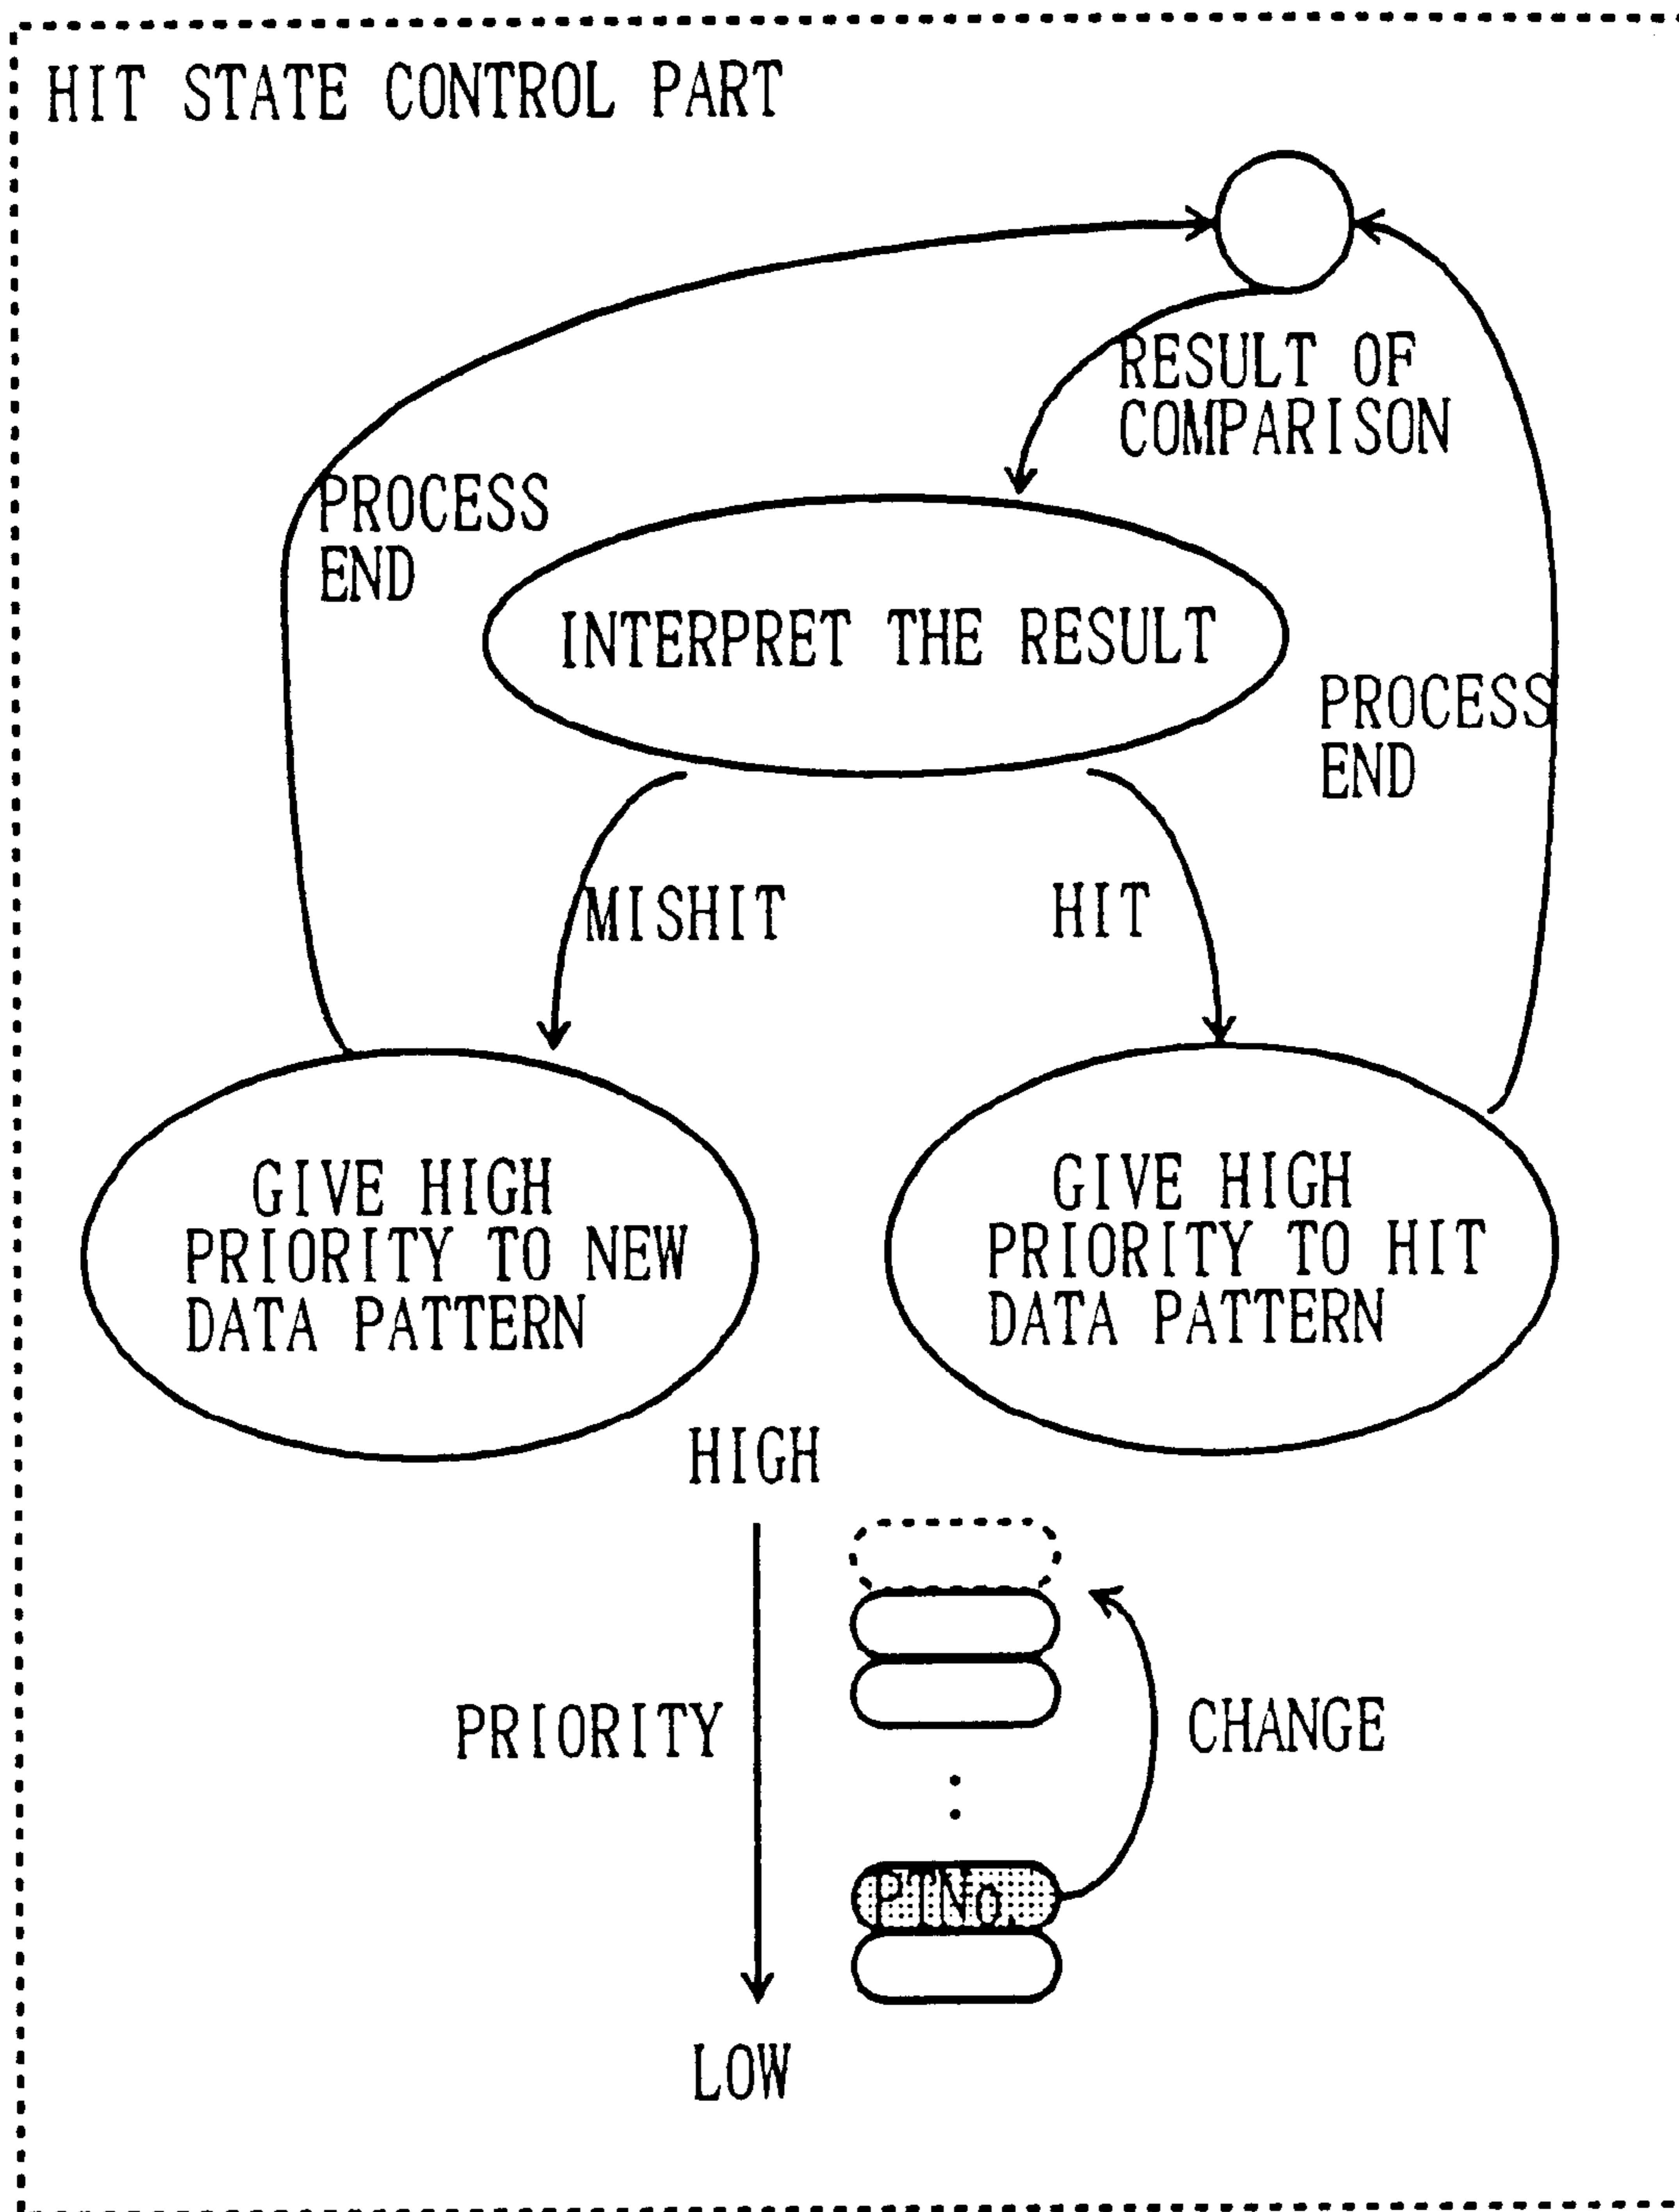 HIT STATE CONTROL PART
RESULT OF
COMPARISON
PROCESS
END
INTERPRET THE RESULT
PROCESS
END
MISHIT
HIT
GIVE HIGH
PRIORITY TO NEW
DATA PATTERN
GIVE HIGH
PRIORITY TO HIT
DATA PATTERN
HIGH
PRIORITY
CHANGE
LOW